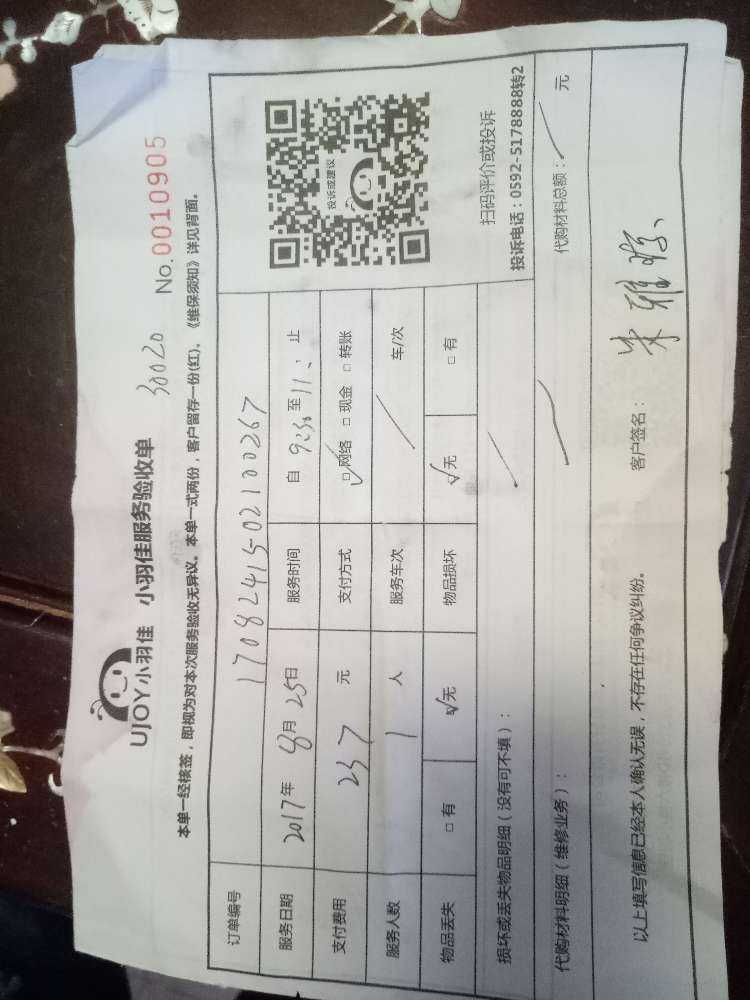 UJOY小羽佳 小羽佳服务验收单
30020
No.0010905
本单一经核签，即视为对本次服务验收无异议。本单一式两份，客户留存一份(红)、《维保须知》详见背面。
订单编号 17082415-02100267
服务日期 2017年 8月 25日 服务时间 自 9:30 至 11: 止
支付费用 237 元 支付方式 ☑网络 □ 现金 □ 转账
服务人数 1 人 服务车次 / 车/次
物品丢失 □ 有 ☑无 物品损坏 ☑无 □ 有
投诉或建议
扫码评价或投诉
投诉电话：0592-5178888转2
损坏或丢失物品明细（没有可不填）： /
代购材料明细（维修业务）： / 代购材料总额： / 元
以上填写信息已经本人确认无误，不存在任何争议纠纷。 客户签名： 朱雅